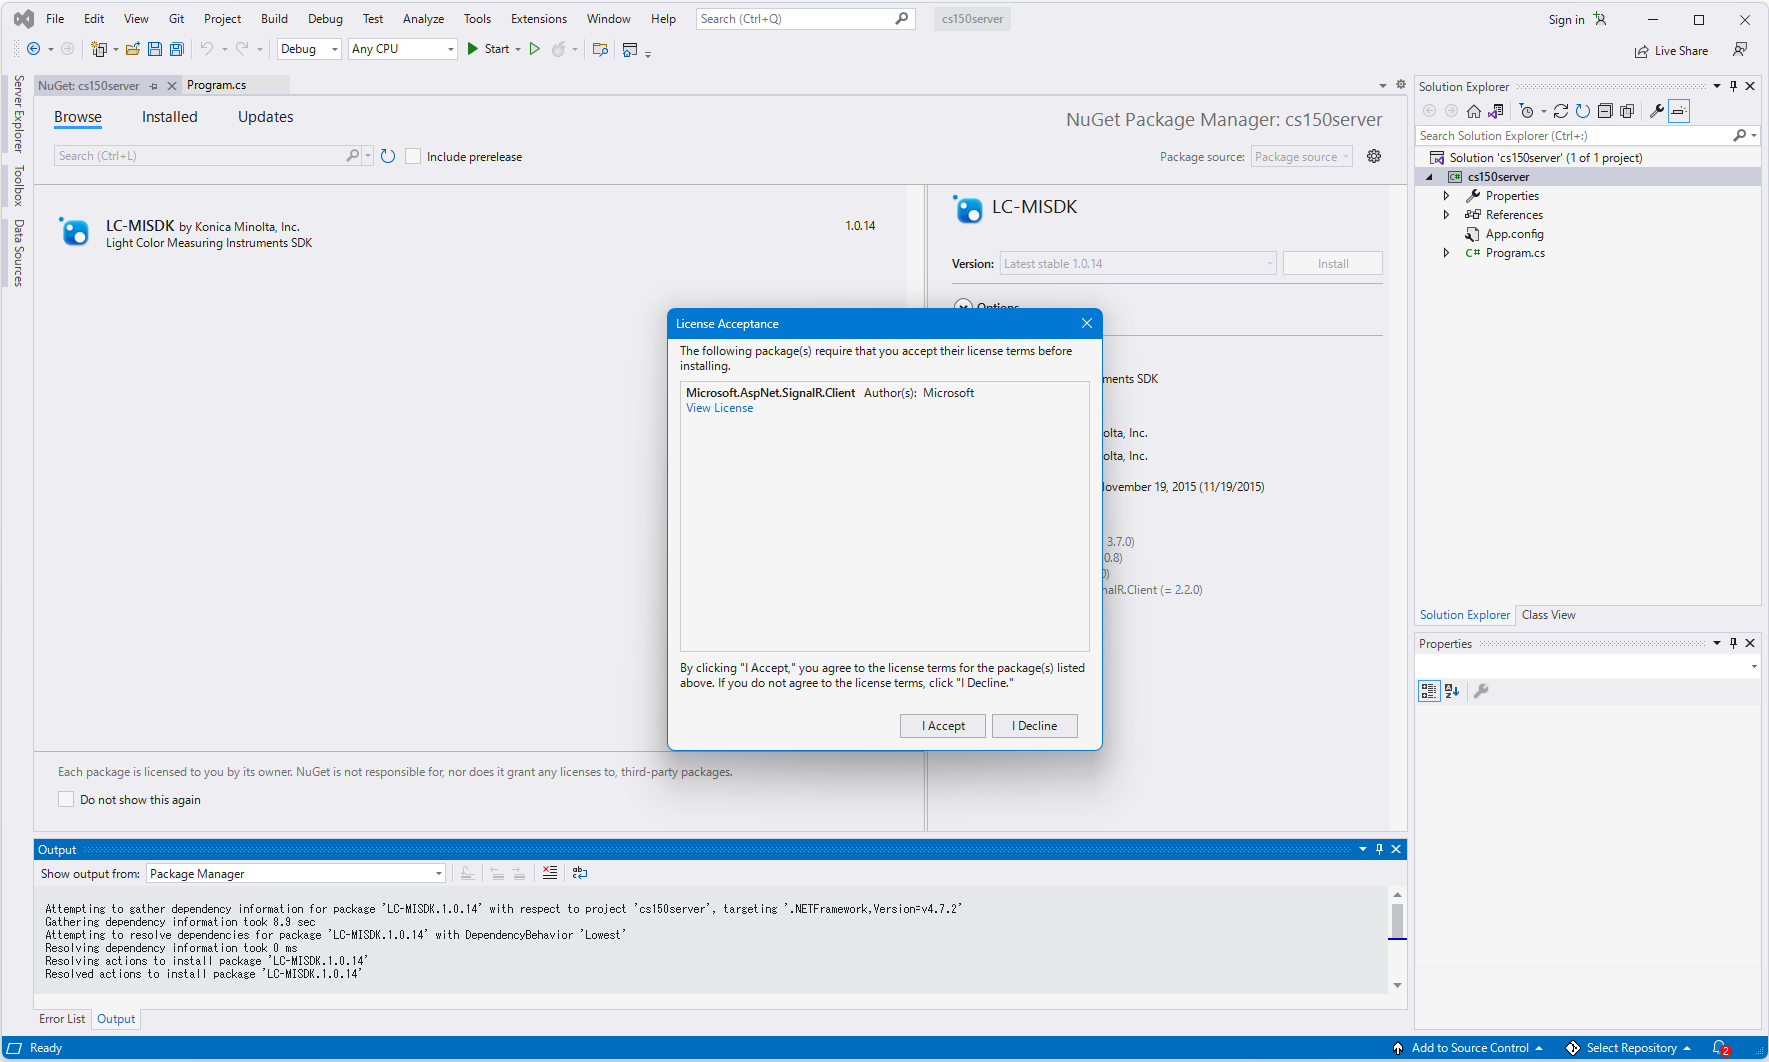 File Edit View Git Project Build Debug Test Analyze Tools Extensions Window Help Search (Ctrl+Q) cs150server Sign in
Debug Any CPU Start Live Share
Server Explorer
Toolbox
Data Sources
NuGet: cs150server Program.cs
Browse Installed Updates NuGet Package Manager: cs150server
Search (Ctrl+L) Include prerelease Package source: Package source
LC-MISDK by Konica Minolta, Inc. 1.0.14
Light Color Measuring Instruments SDK
LC-MISDK
Version: Latest stable 1.0.14 Install
Options
License Acceptance
The following package(s) require that you accept their license terms before
installing.
Microsoft.AspNet.SignalR.Client Author(s): Microsoft
View License
By clicking "I Accept," you agree to the license terms for the package(s) listed
above. If you do not agree to the license terms, click "I Decline."
I Accept I Decline
ments SDK
olta, Inc.
olta, Inc.
ovember 19, 2015 (11/19/2015)
3.7.0)
0.8)
0)
nalR.Client (= 2.2.0)
Each package is licensed to you by its owner. NuGet is not responsible for, nor does it grant any licenses to, third-party packages.
Do not show this again
Output
Show output from: Package Manager
Attempting to gather dependency information for package 'LC-MISDK.1.0.14' with respect to project 'cs150server', targeting '.NETFramework,Version=v4.7.2'
Gathering dependency information took 8.9 sec
Attempting to resolve dependencies for package 'LC-MISDK.1.0.14' with DependencyBehavior 'Lowest'
Resolving dependency information took 0 ms
Resolving actions to install package 'LC-MISDK.1.0.14'
Resolved actions to install package 'LC-MISDK.1.0.14'
Error List Output
Solution Explorer
Search Solution Explorer (Ctrl+;)
Solution 'cs150server' (1 of 1 project)
C# cs150server
Properties
References
App.config
C# Program.cs
Solution Explorer Class View
Properties
Ready Add to Source Control Select Repository 2